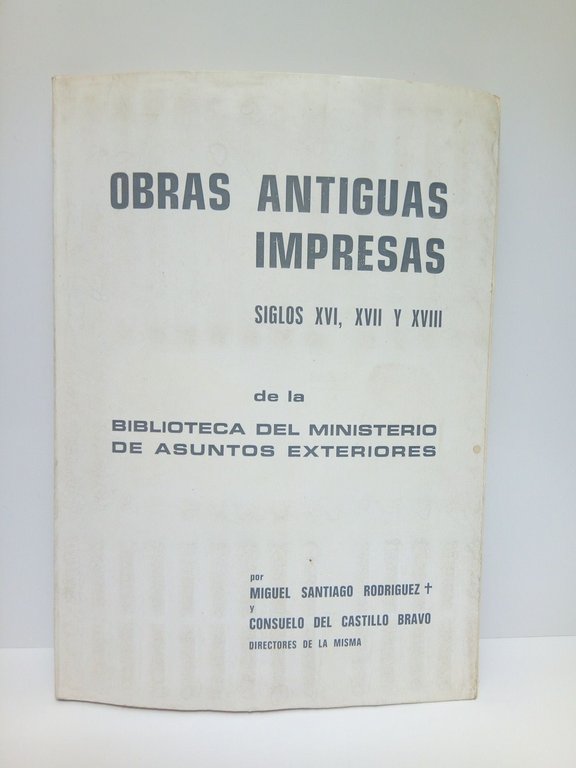 OBRAS ANTIGUAS
IMPRESAS
SIGLOS XVI, XVII Y XVIII
de la
BIBLIOTECA DEL MINISTERIO
DE ASUNTOS EXTERIORES
por
MIGUEL SANTIAGO RODRIGUEZ †
y
CONSUELO DEL CASTILLO BRAVO
DIRECTORES DE LA MISMA